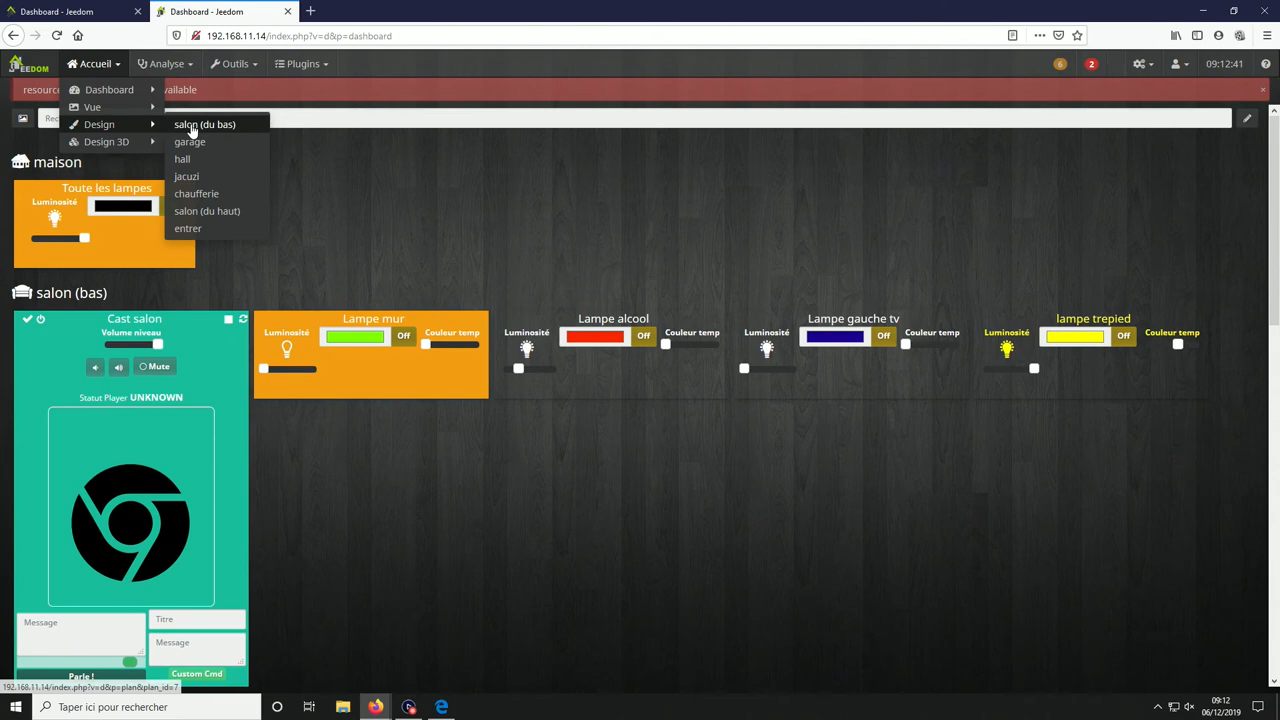 Dashboard - Jeedom
Dashboard - Jeedom
192.168.11.14/index.php?v=d&p=dashboard
JEEDOM
Accueil
Analyse
Outils
Plugins
6
2
09:12:41
resource
available
Dashboard
Vue
Design
Design 3D
salon (du bas)
garage
hall
jacuzi
chaufferie
salon (du haut)
entrer
Rec
maison
Toute les lampes
Luminosité
salon (bas)
Cast salon
Volume niveau
Mute
Statut Player UNKNOWN
Message
Titre
Message
Parle !
Custom Cmd
Lampe mur
Luminosité
Off
Couleur temp
Lampe alcool
Luminosité
Off
Couleur temp
Lampe gauche tv
Luminosité
Off
Couleur temp
lampe trepied
Luminosité
Off
Couleur temp
192.168.11.14/index.php?v=d&p=plan&plan_id=7
Taper ici pour rechercher
09:12
06/12/2019